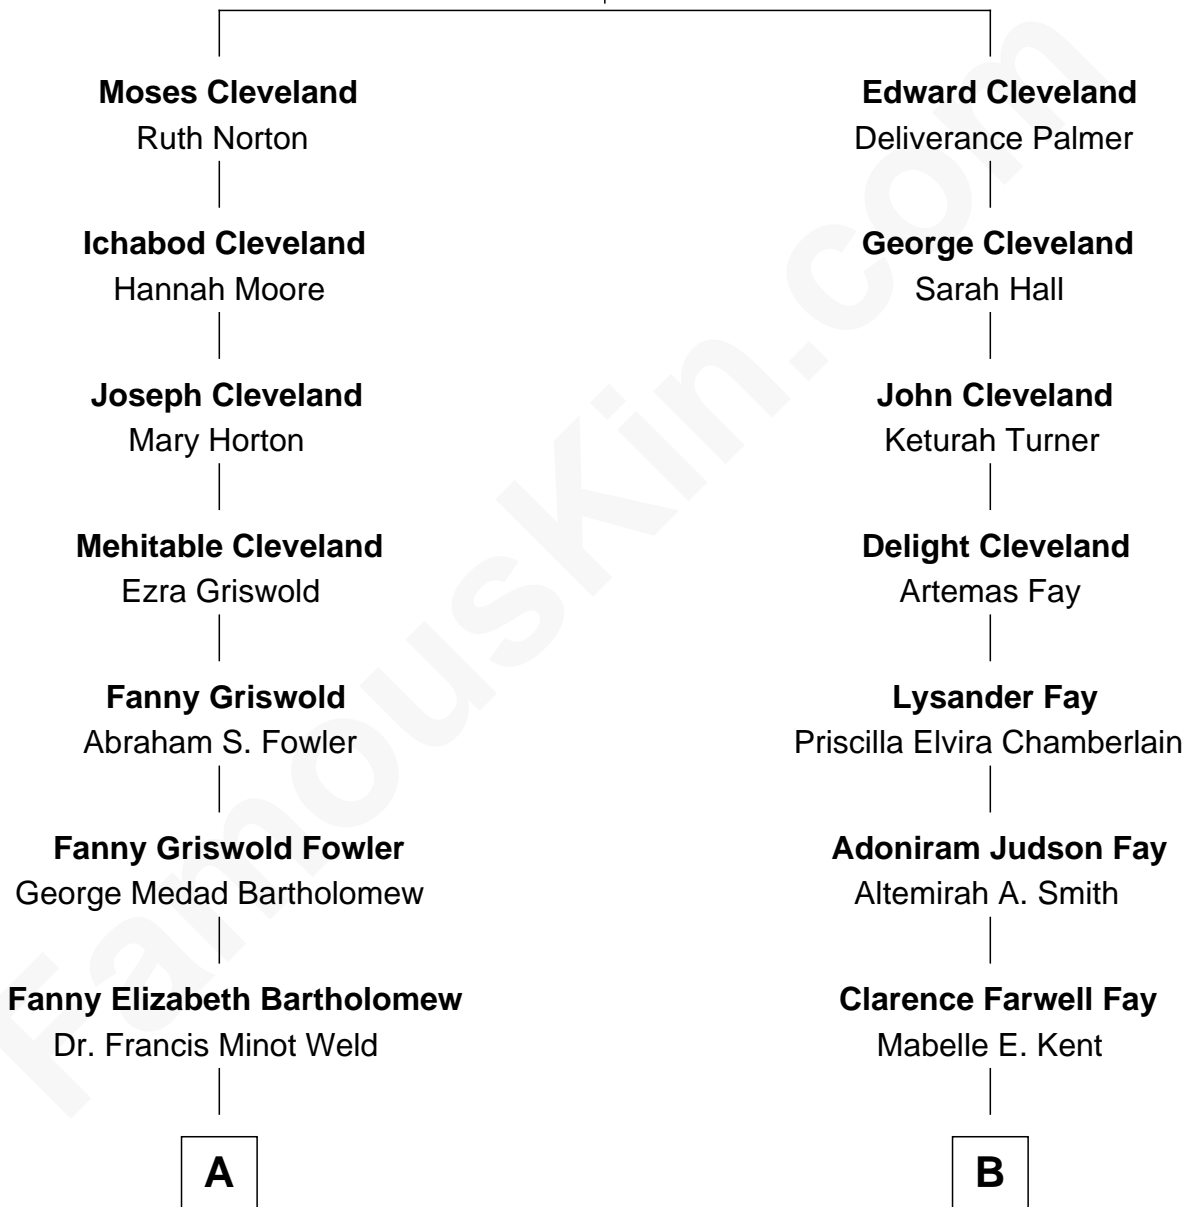 Moses Cleveland
Ruth Norton
Ichabod Cleveland
Hannah Moore
Joseph Cleveland
Mary Horton
Mehitable Cleveland
Ezra Griswold
Fanny Griswold
Abraham S. Fowler
Fanny Griswold Fowler
George Medad Bartholomew
Fanny Elizabeth Bartholomew
Dr. Francis Minot Weld
A
Edward Cleveland
Deliverance Palmer
George Cleveland
Sarah Hall
John Cleveland
Keturah Turner
Delight Cleveland
Artemas Fay
Lysander Fay
Priscilla Elvira Chamberlain
Adoniram Judson Fay
Altemirah A. Smith
Clarence Farwell Fay
Mabelle E. Kent
B
FamousKin.com